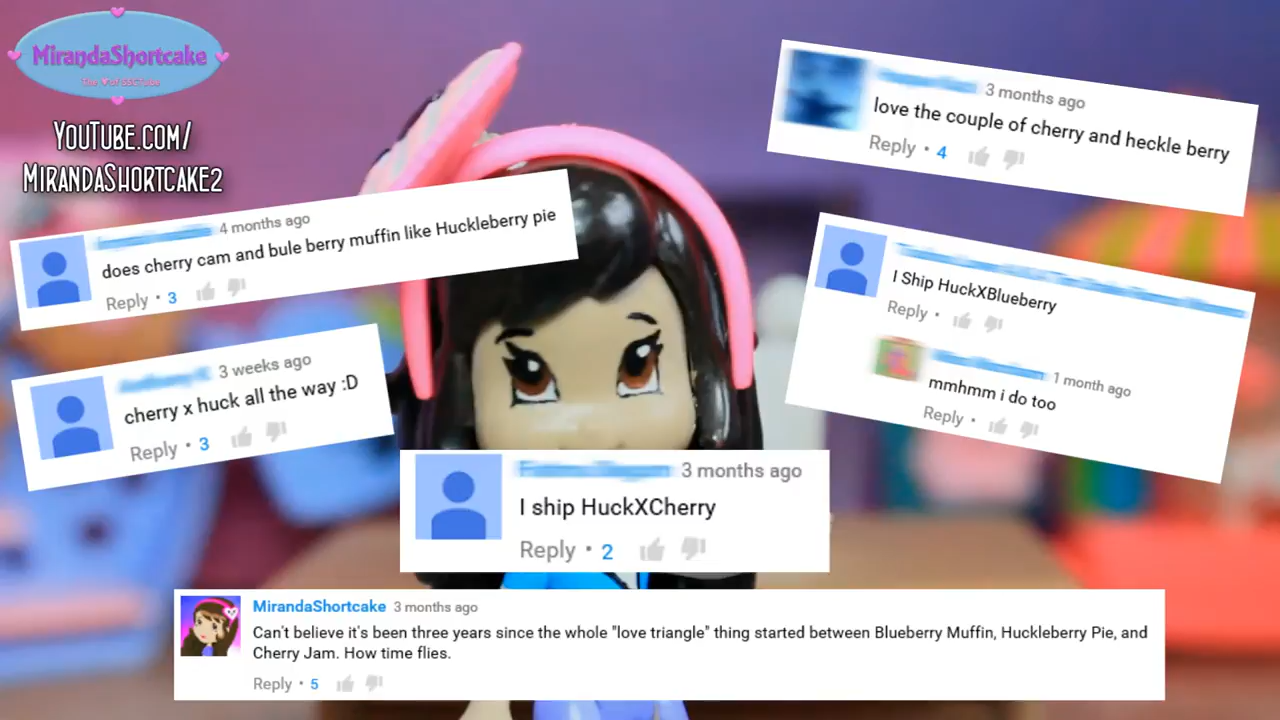 MirandaShortcake
The ♥ of SSCTube
YouTube.com/
MirandaShortcake2
3 months ago
love the couple of cherry and heckle berry
Reply • 4
4 months ago
does cherry cam and bule berry muffin like Huckleberry pie
Reply • 3
I Ship HuckXBlueberry
Reply •
1 month ago
mmhmm i do too
Reply •
3 weeks ago
cherry x huck all the way :D
Reply • 3
3 months ago
I ship HuckXCherry
Reply • 2
MirandaShortcake 3 months ago
Can't believe it's been three years since the whole "love triangle" thing started between Blueberry Muffin, Huckleberry Pie, and
Cherry Jam. How time flies.
Reply • 5